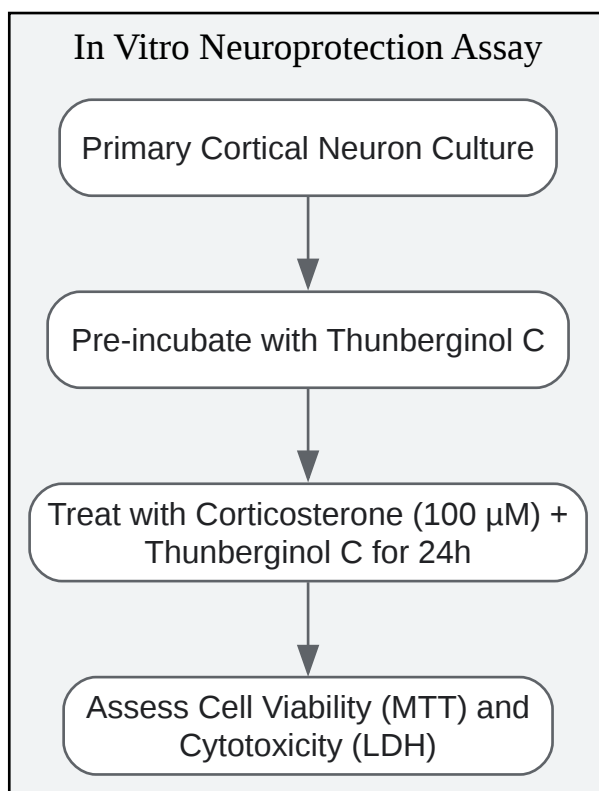 In Vitro Neuroprotection Assay
Primary Cortical Neuron Culture
Pre-incubate with Thunberginol C
Treat with Corticosterone (100 µM) +
Thunberginol C for 24h
Assess Cell Viability (MTT) and
Cytotoxicity (LDH)